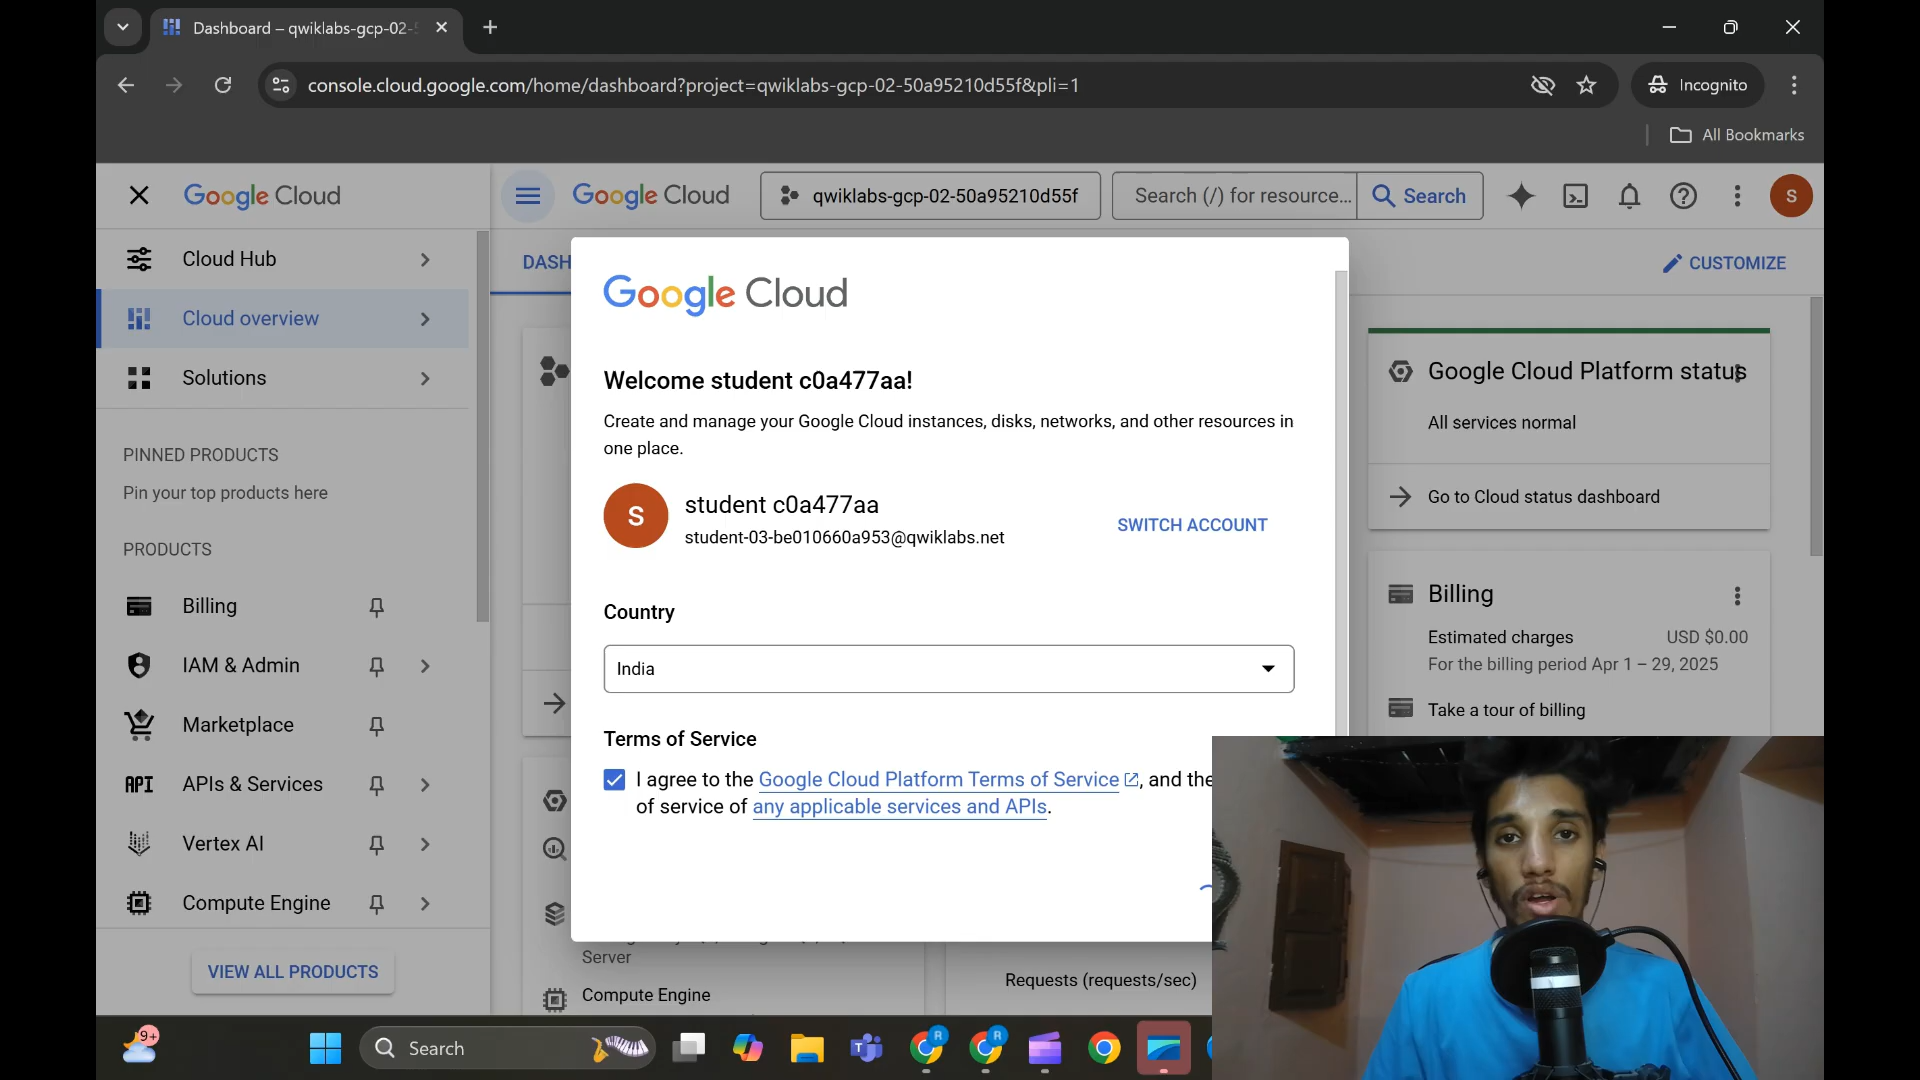 Dashboard – qwiklabs-gcp-02-5
console.cloud.google.com/home/dashboard?project=qwiklabs-gcp-02-50a95210d55f&pli=1
Incognito
All Bookmarks
Google Cloud
Google Cloud
qwiklabs-gcp-02-50a95210d55f
Search (/) for resource...
Search
S
Cloud Hub
Cloud overview
Solutions
PINNED PRODUCTS
Pin your top products here
PRODUCTS
Billing
IAM & Admin
Marketplace
API
APIs & Services
Vertex AI
Compute Engine
VIEW ALL PRODUCTS
DASH
CUSTOMIZE
Google Cloud
Welcome student c0a477aa!
Create and manage your Google Cloud instances, disks, networks, and other resources in
one place.
S
student c0a477aa
student-03-be010660a953@qwiklabs.net
SWITCH ACCOUNT
Country
India
Terms of Service
I agree to the Google Cloud Platform Terms of Service, and the
of service of any applicable services and APIs.
Server
Compute Engine
Requests (requests/sec)
Google Cloud Platform status
All services normal
Go to Cloud status dashboard
Billing
Estimated charges
USD $0.00
For the billing period Apr 1 – 29, 2025
Take a tour of billing
9+
Search
T
R
R